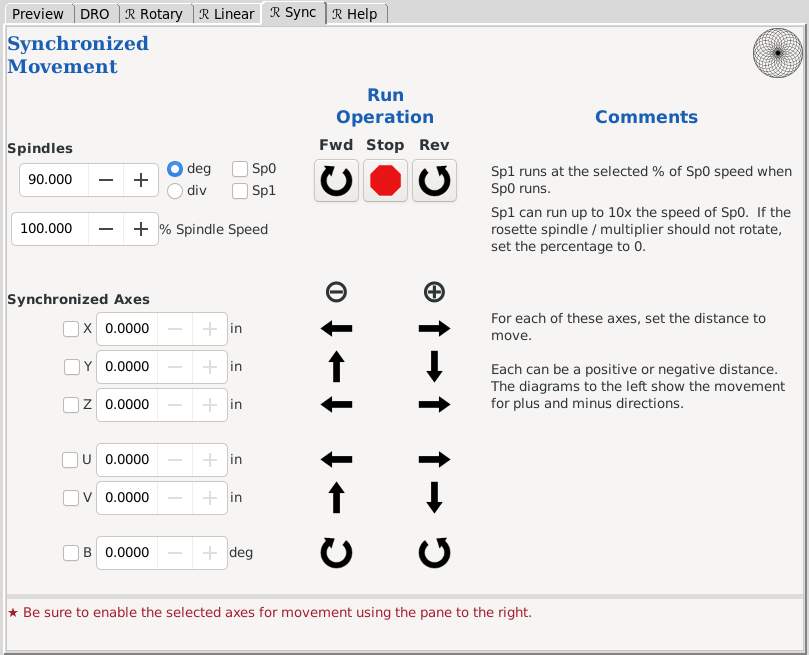 Preview DRO ℛ Rotary ℛ Linear ℛ Sync ℛ Help
Synchronized
Movement
Run
Operation
Comments
Fwd Stop Rev
Spindles
90.000 − + deg Sp0
div Sp1
100.000 − + % Spindle Speed
Sp1 runs at the selected % of Sp0 speed when
Sp0 runs.
Sp1 can run up to 10x the speed of Sp0. If the
rosette spindle / multiplier should not rotate,
set the percentage to 0.
Synchronized Axes
X 0.0000 − + in
Y 0.0000 − + in
Z 0.0000 − + in
U 0.0000 − + in
V 0.0000 − + in
B 0.0000 − + deg
For each of these axes, set the distance to
move.
Each can be a positive or negative distance.
The diagrams to the left show the movement
for plus and minus directions.
★ Be sure to enable the selected axes for movement using the pane to the right.